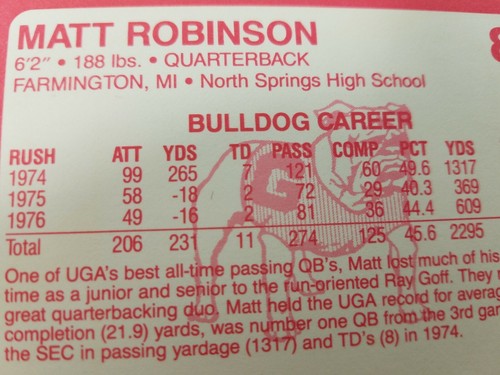 MATT ROBINSON
6'2" • 188 lbs. • QUARTERBACK
FARMINGTON, MI • North Springs High School
BULLDOG CAREER
RUSH ATT YDS TD PASS COMP PCT YDS
1974 99 265 7 121 60 49.6 1317
1975 58 -18 2 72 29 40.3 369
1976 49 -16 2 81 36 44.4 609
Total 206 231 11 274 125 45.6 2295
One of UGA's best all-time passing QB's, Matt lost much of his
time as a junior and senior to the run-oriented Ray Goff. They
great quarterbacking duo. Matt held the UGA record for
completion (21.9) yards, was number one QB from the 3rd
the SEC in passing yardage (1317) and TD's (8) in 1974.
G